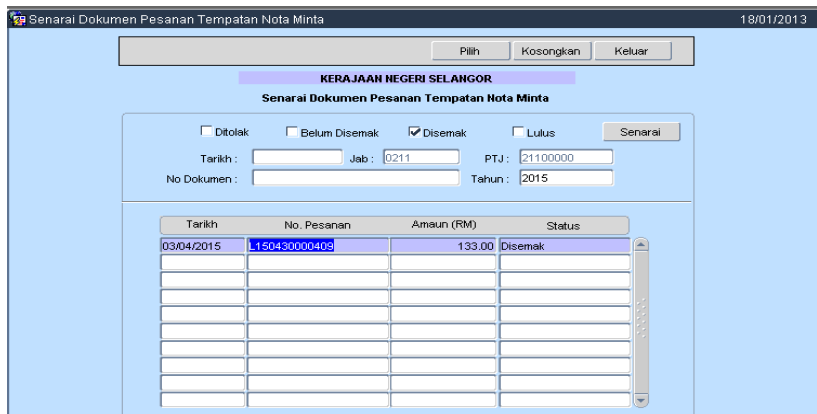 Senarai Dokumen Pesanan Tempatan Nota Minta 18/01/2013
Pilih Kosongkan Keluar
KERAJAAN NEGERI SELANGOR
Senarai Dokumen Pesanan Tempatan Nota Minta
Ditolak Belum Disemak Disemak Lulus Senarai
Tarikh : Jab : 0211 PTJ : 21100000
No Dokumen : Tahun : 2015
Tarikh No. Pesanan Amaun (RM) Status
03/04/2015 L150430000409 133.00 Disemak